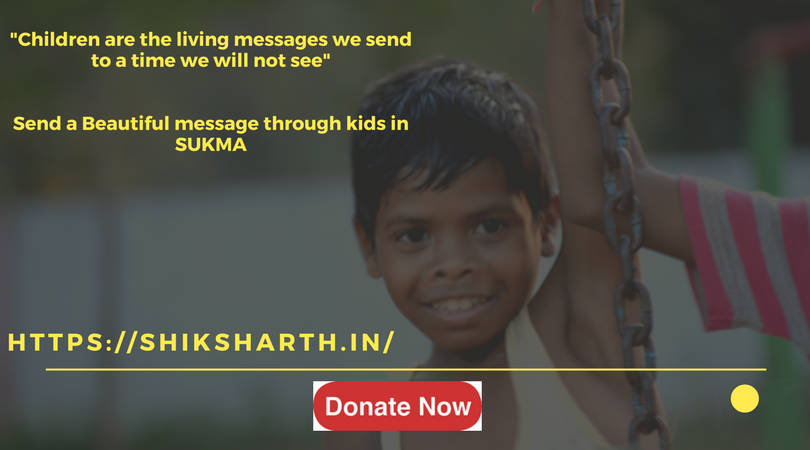 "Children are the living messages we send
to a time we will not see"
Send a Beautiful message through kids in
SUKMA
HTTPS://SHIKSHARTH.IN/
Donate Now